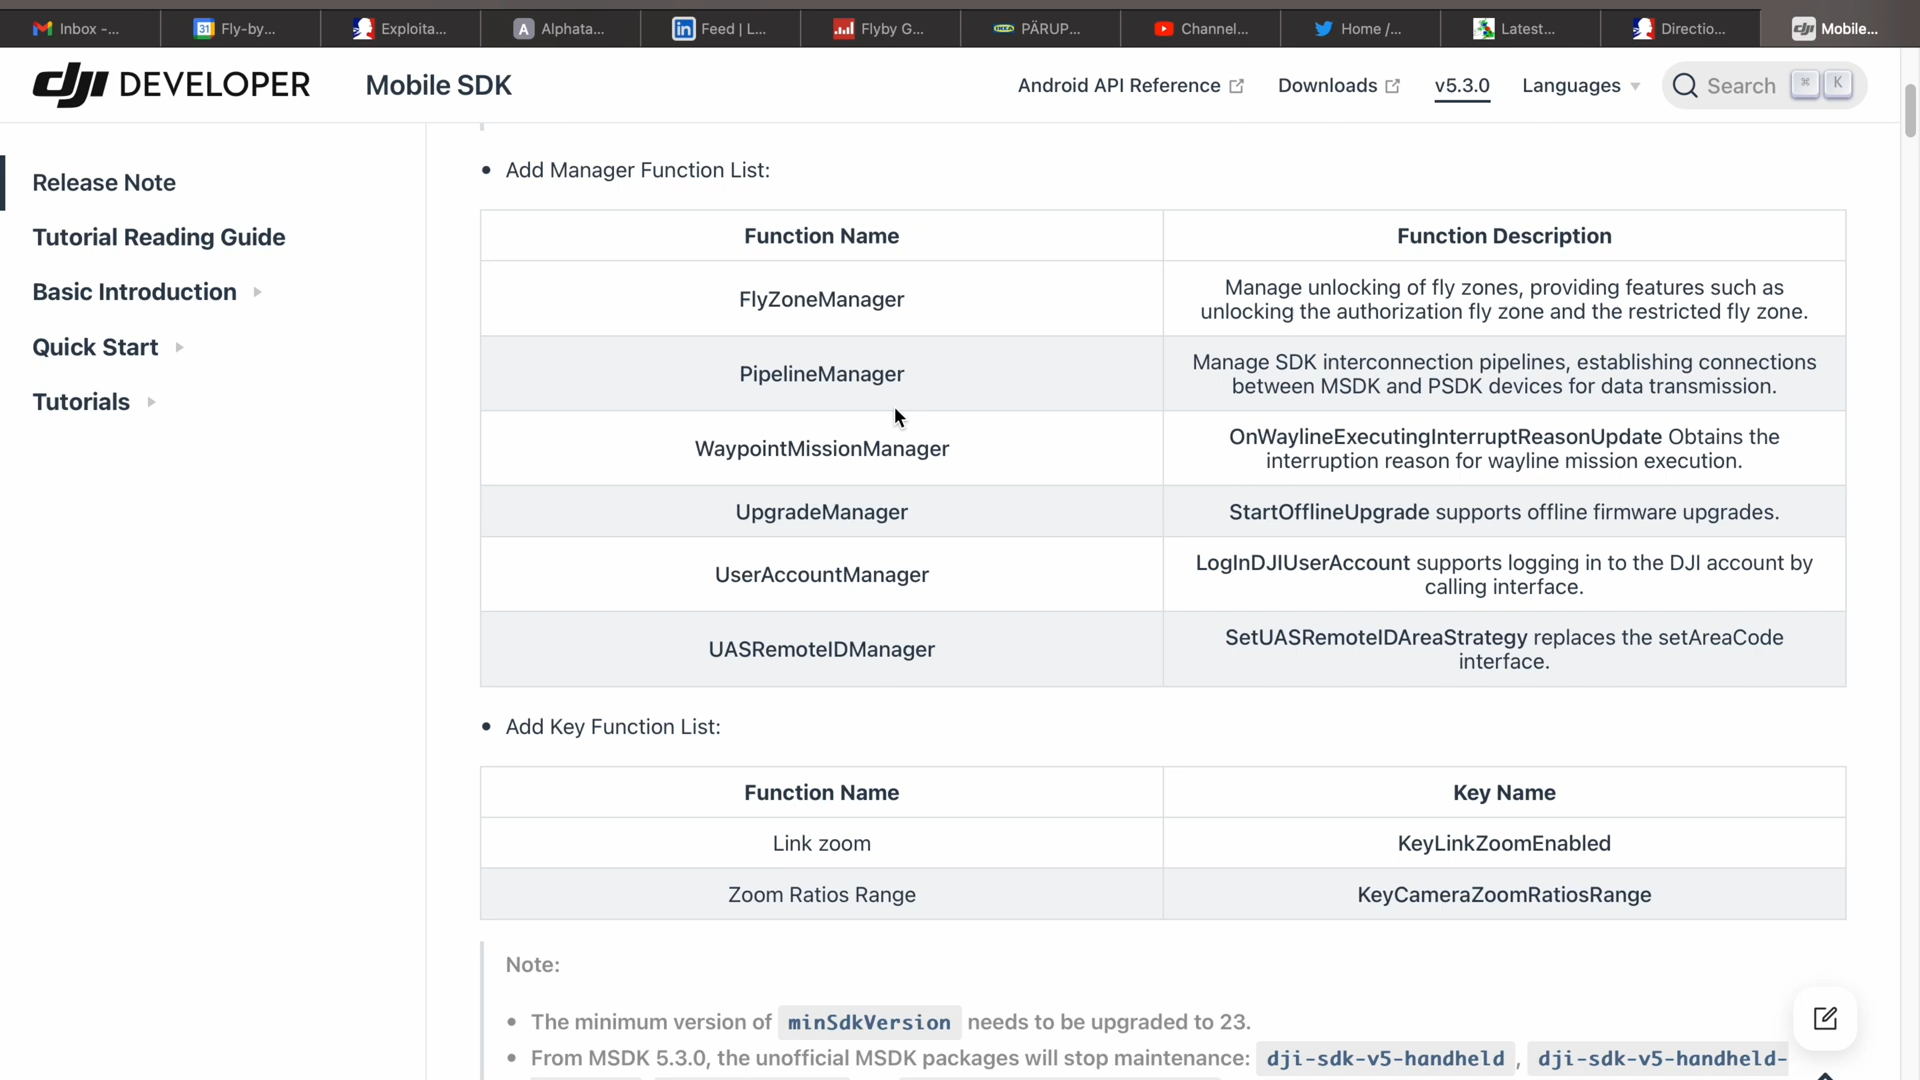 Inbox -...
31 Fly-by...
Exploita...
A Alphata...
in Feed | L...
Flyby G...
IKEA PÄRUP...
Channel...
Home /...
Latest...
Directio...
dji Mobile...
dji DEVELOPER
Mobile SDK
Android API Reference
Downloads
v5.3.0
Languages
Search ⌘ K
Release Note
Tutorial Reading Guide
Basic Introduction
Quick Start
Tutorials
• Add Manager Function List:
Function Name
Function Description
FlyZoneManager
Manage unlocking of fly zones, providing features such as
unlocking the authorization fly zone and the restricted fly zone.
PipelineManager
Manage SDK interconnection pipelines, establishing connections
between MSDK and PSDK devices for data transmission.
WaypointMissionManager
OnWaylineExecutingInterruptReasonUpdate Obtains the
interruption reason for wayline mission execution.
UpgradeManager
StartOfflineUpgrade supports offline firmware upgrades.
UserAccountManager
LogInDJIUserAccount supports logging in to the DJI account by
calling interface.
UASRemoteIDManager
SetUASRemoteIDAreaStrategy replaces the setAreaCode
interface.
• Add Key Function List:
Function Name
Key Name
Link zoom
KeyLinkZoomEnabled
Zoom Ratios Range
KeyCameraZoomRatiosRange
Note:
• The minimum version of minSdkVersion needs to be upgraded to 23.
• From MSDK 5.3.0, the unofficial MSDK packages will stop maintenance: dji-sdk-v5-handheld , dji-sdk-v5-handheld-